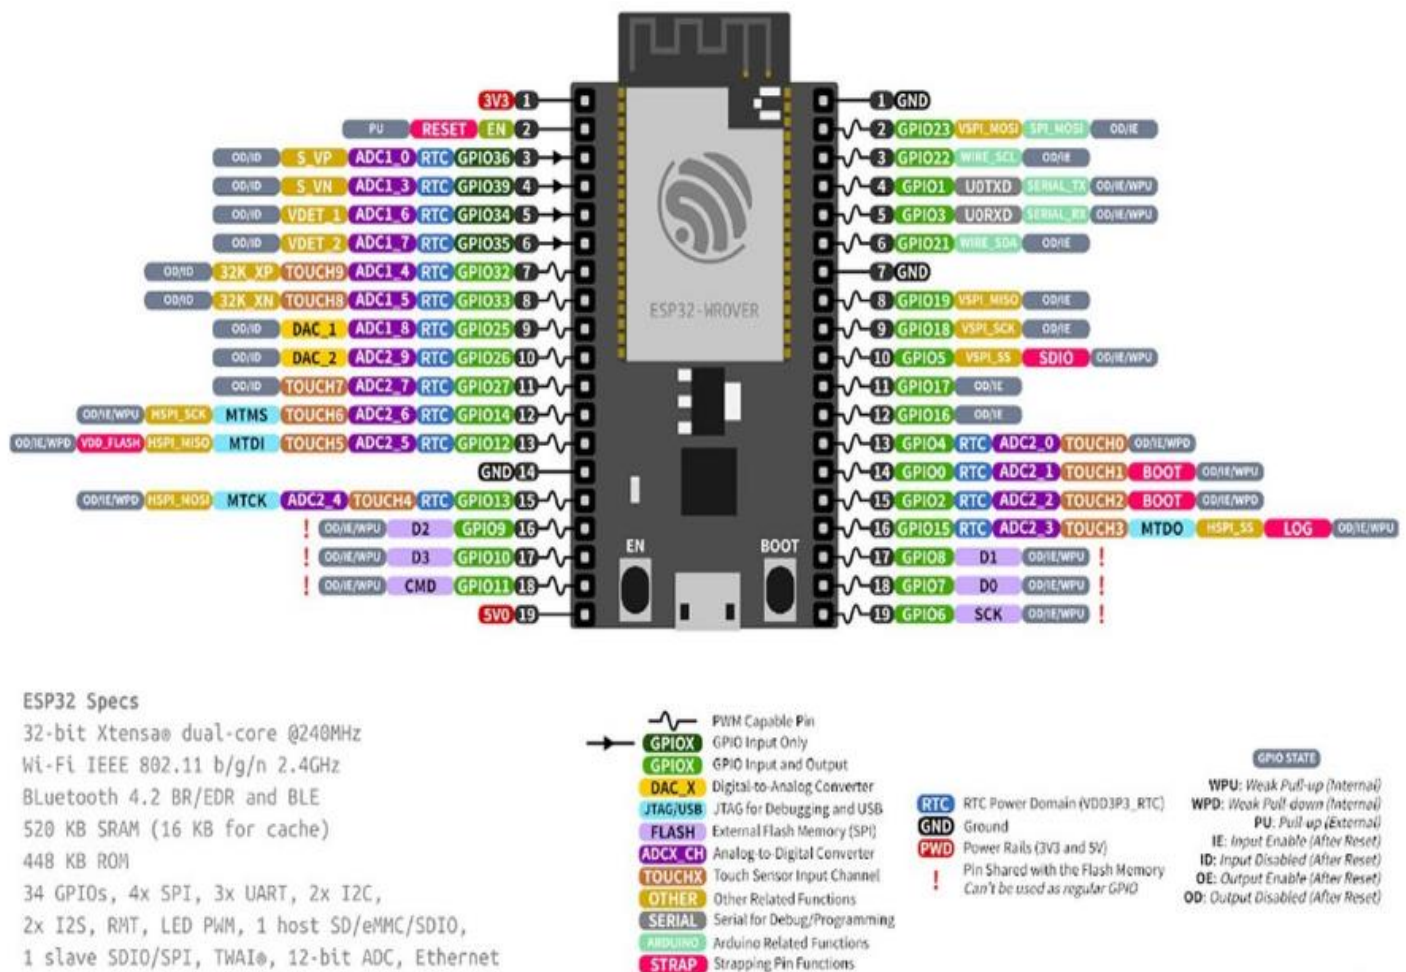 3V3 1
PU RESET EN 2
OD/ID S_VP ADC1_0 RTC GPIO36 3
OD/ID S_VN ADC1_3 RTC GPIO39 4
OD/ID VDET_1 ADC1_6 RTC GPIO34 5
OD/ID VDET_2 ADC1_7 RTC GPIO35 6
OD/ID 32K_XP TOUCH9 ADC1_4 RTC GPIO32 7
OD/ID 32K_XN TOUCH8 ADC1_5 RTC GPIO33 8
OD/ID DAC_1 ADC1_8 RTC GPIO25 9
OD/ID DAC_2 ADC2_9 RTC GPIO26 10
OD/ID TOUCH7 ADC2_7 RTC GPIO27 11
OD/IE/WPU HSPI_SCK MTMS TOUCH6 ADC2_6 RTC GPIO14 12
OD/IE/WPD VDD_FLASH HSPI_MISO MTDI TOUCH5 ADC2_5 RTC GPIO12 13
GND 14
OD/IE/WPD HSPI_MOSI MTCK ADC2_4 TOUCH4 RTC GPIO13 15
! OD/IE/WPU D2 GPIO9 16
! OD/IE/WPU D3 GPIO10 17
! OD/IE/WPU CMD GPIO11 18
5V0 19
ESP32-WROVER
EN BOOT
1 GND
2 GPIO23 VSPI_MOSI SPI_MOSI OD/IE
3 GPIO22 WIRE_SCL OD/IE
4 GPIO1 U0TXD SERIAL_TX OD/IE/WPU
5 GPIO3 U0RXD SERIAL_RX OD/IE/WPU
6 GPIO21 WIRE_SDA OD/IE
7 GND
8 GPIO19 VSPI_MISO OD/IE
9 GPIO18 VSPI_SCK OD/IE
10 GPIO5 VSPI_SS SDIO OD/IE/WPU
11 GPIO17 OD/IE
12 GPIO16 OD/IE
13 GPIO4 RTC ADC2_0 TOUCH0 OD/IE/WPD
14 GPIO0 RTC ADC2_1 TOUCH1 BOOT OD/IE/WPU
15 GPIO2 RTC ADC2_2 TOUCH2 BOOT OD/IE/WPD
16 GPIO15 RTC ADC2_3 TOUCH3 MTDO HSPI_SS LOG OD/IE/WPU
17 GPIO8 D1 OD/IE/WPU !
18 GPIO7 D0 OD/IE/WPU !
19 GPIO6 SCK OD/IE/WPU !
ESP32 Specs
32-bit Xtensa® dual-core @240MHz
Wi-Fi IEEE 802.11 b/g/n 2.4GHz
BLuetooth 4.2 BR/EDR and BLE
520 KB SRAM (16 KB for cache)
448 KB ROM
34 GPIOs, 4x SPI, 3x UART, 2x I2C,
2x I2S, RMT, LED PWM, 1 host SD/eMMC/SDIO,
1 slave SDIO/SPI, TWAI®, 12-bit ADC, Ethernet
PWM Capable Pin
GPIOX GPIO Input Only
GPIOX GPIO Input and Output
DAC_X Digital-to-Analog Converter
JTAG/USB JTAG for Debugging and USB
FLASH External Flash Memory (SPI)
ADCX_CH Analog-to-Digital Converter
TOUCHX Touch Sensor Input Channel
OTHER Other Related Functions
SERIAL Serial for Debug/Programming
ARDUINO Arduino Related Functions
STRAP Strapping Pin Functions
RTC RTC Power Domain (VDD3P3_RTC)
GND Ground
PWD Power Rails (3V3 and 5V)
! Pin Shared with the Flash Memory
Can't be used as regular GPIO
GPIO STATE
WPU: Weak Pull-up (Internal)
WPD: Weak Pull-down (Internal)
PU: Pull-up (External)
IE: Input Enable (After Reset)
ID: Input Disabled (After Reset)
OE: Output Enable (After Reset)
OD: Output Disabled (After Reset)